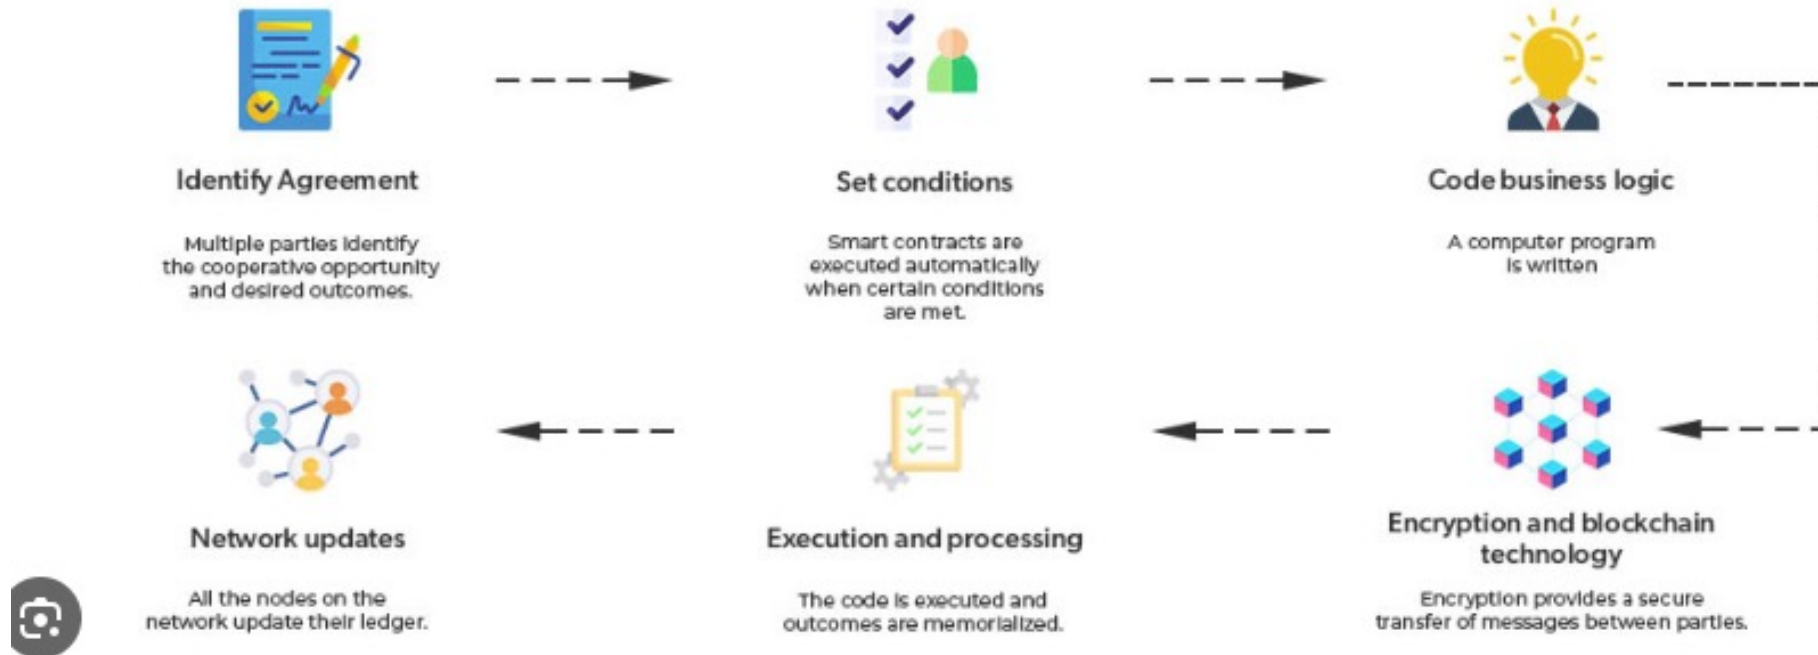 Identify Agreement
Multiple parties identify
the cooperative opportunity
and desired outcomes.
Set conditions
Smart contracts are
executed automatically
when certain conditions
are met.
Code business logic
A computer program
is written
Encryption and blockchain
technology
Encryption provides a secure
transfer of messages between parties.
Execution and processing
The code is executed and
outcomes are memorialized.
Network updates
All the nodes on the
network update their ledger.